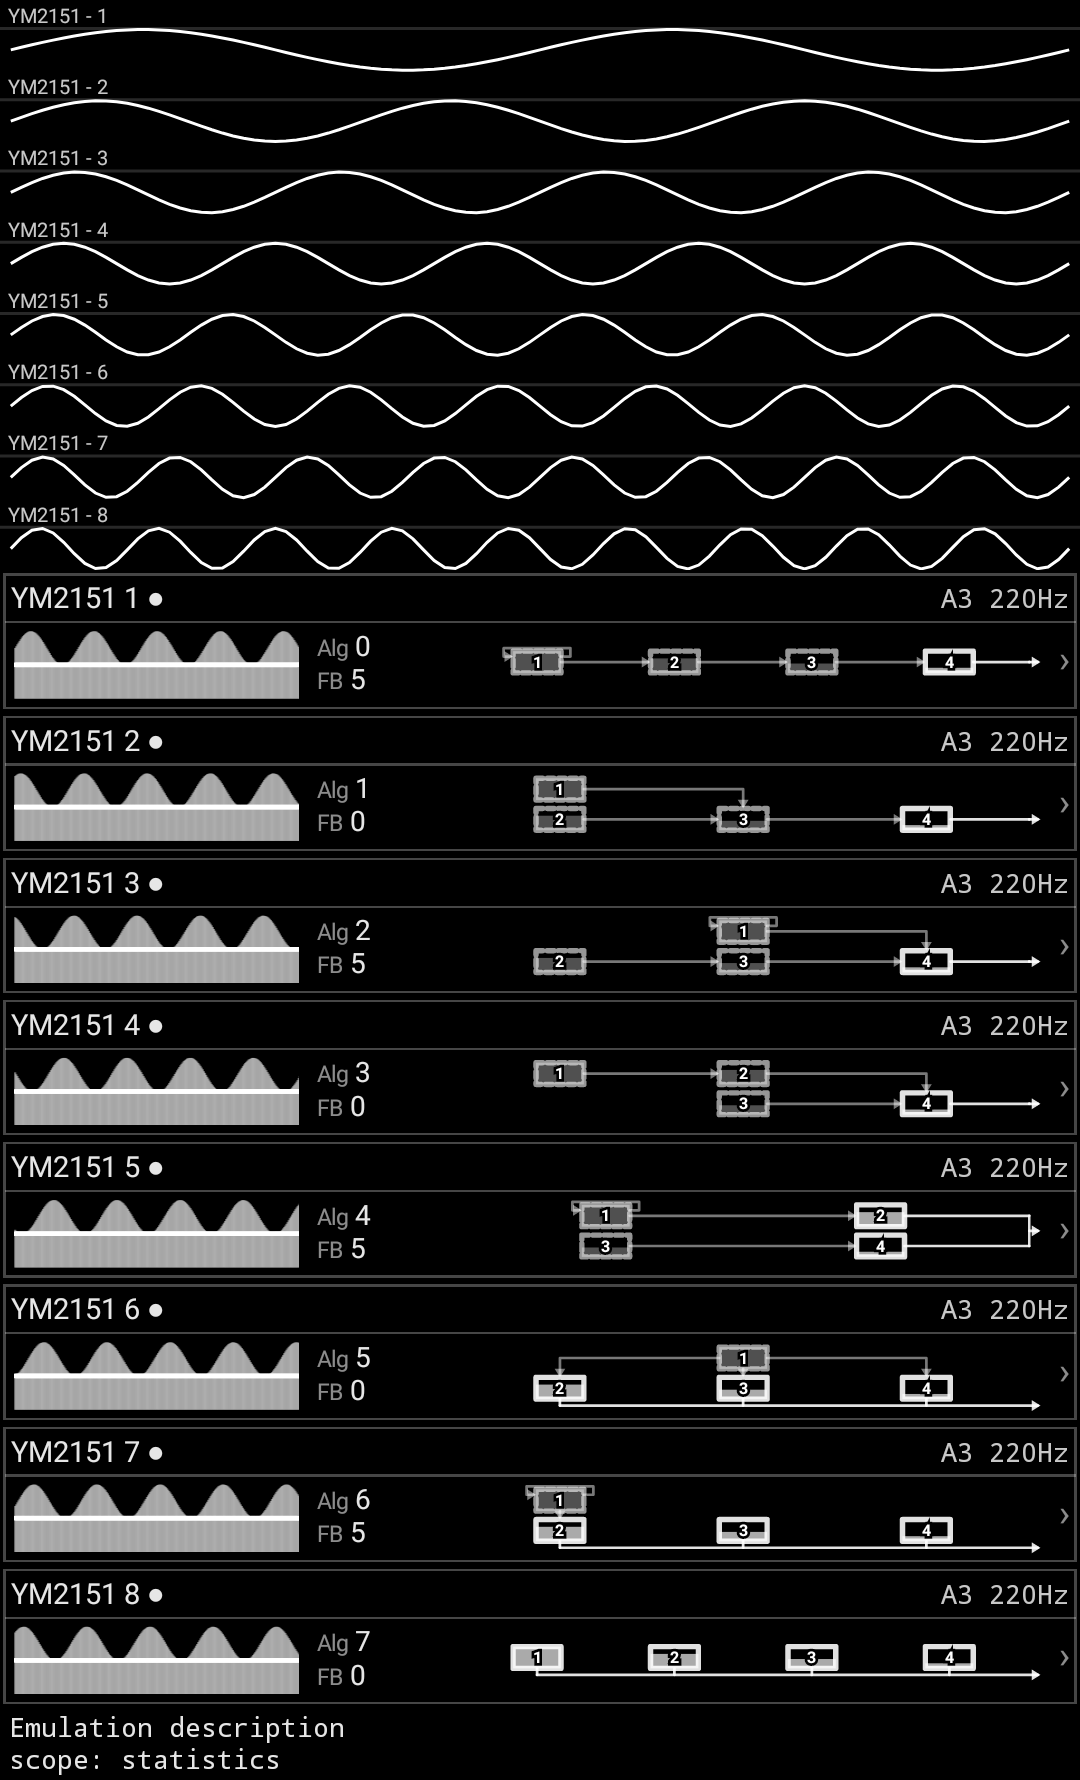 YM2151 - 1
YM2151 - 2
YM2151 - 3
YM2151 - 4
YM2151 - 5
YM2151 - 6
YM2151 - 7
YM2151 - 8
YM2151 1 ● A3 220Hz
Alg 0 1 2 3 4 ›
FB 5
YM2151 2 ● A3 220Hz
Alg 1 1
FB 0 2 3 4 ›
YM2151 3 ● A3 220Hz
Alg 2 1
FB 5 2 3 4 ›
YM2151 4 ● A3 220Hz
Alg 3 1 2
FB 0 3 4 ›
YM2151 5 ● A3 220Hz
Alg 4 1 2
FB 5 3 4 ›
YM2151 6 ● A3 220Hz
Alg 5 1
FB 0 2 3 4 ›
YM2151 7 ● A3 220Hz
Alg 6 1
FB 5 2 3 4 ›
YM2151 8 ● A3 220Hz
Alg 7 1 2 3 4 ›
FB 0
Emulation description
scope: statistics